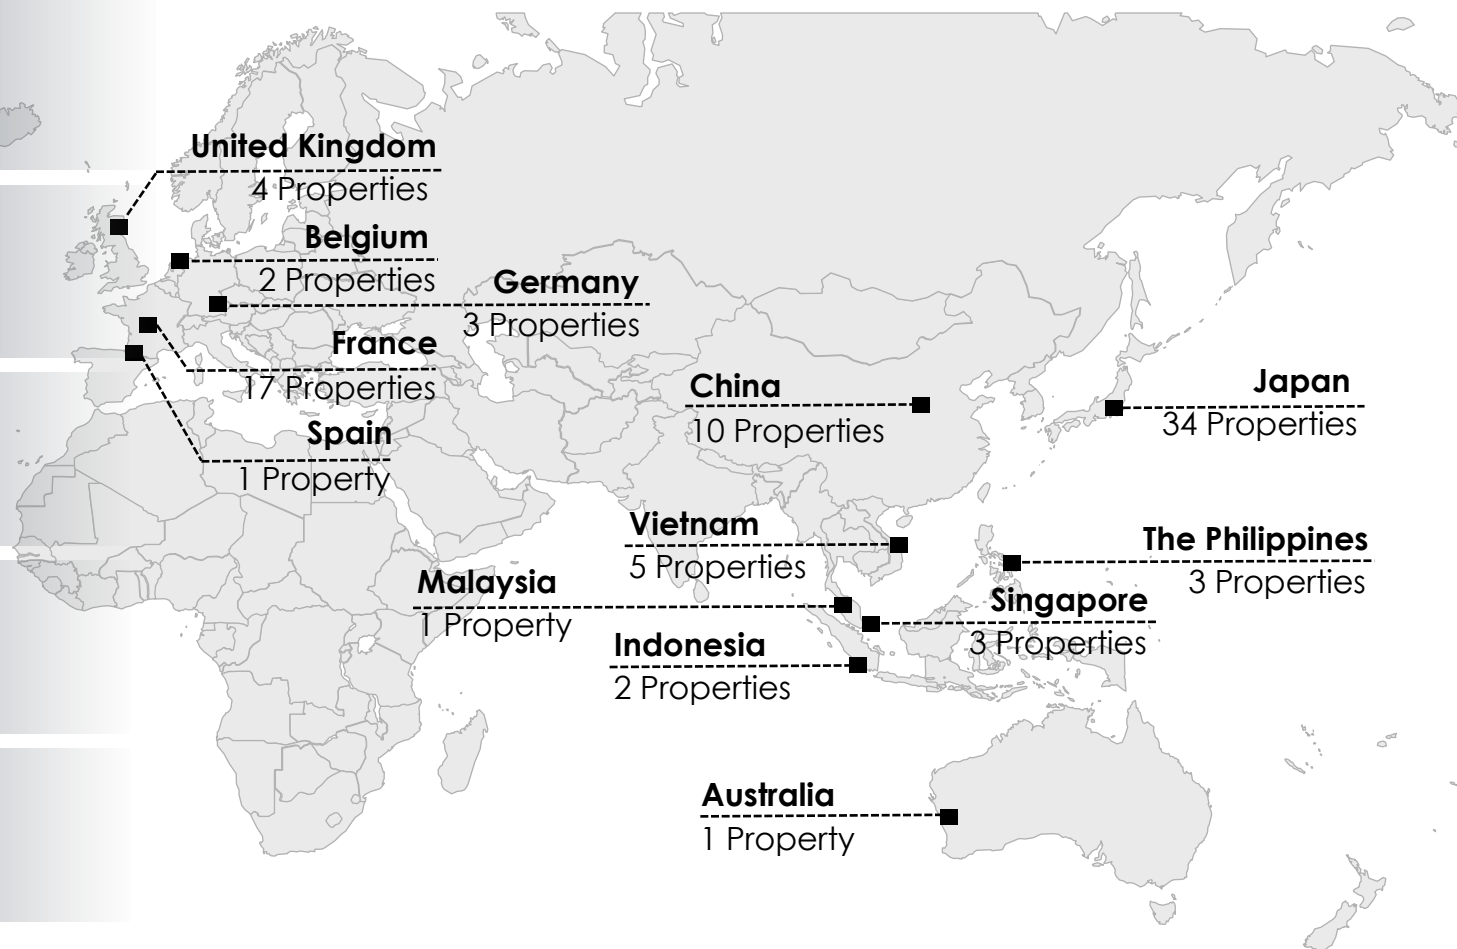 United Kingdom
4 Properties
Belgium
2 Properties
Germany
3 Properties
France
17 Properties
Spain
1 Property
China
10 Properties
Japan
34 Properties
Vietnam
5 Properties
The Philippines
3 Properties
Malaysia
1 Property
Singapore
3 Properties
Indonesia
2 Properties
Australia
1 Property